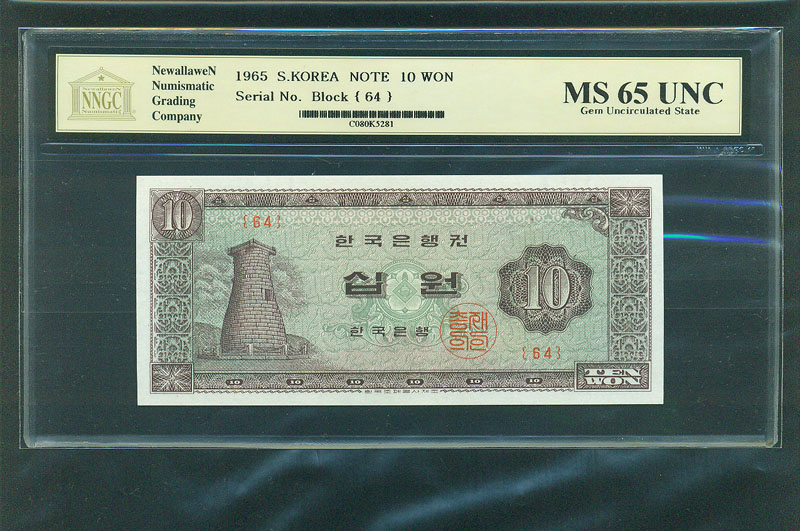 NNGC
Numismatic
NewallaweN
Numismatic
Grading
Company
1965 S.KOREA NOTE 10 WON
Serial No. Block { 64 }
C080K5281
MS 65 UNC
Gem Uncirculated State
10
{64}
한국은행권
십 원
10
한국은행
{64}
10 10 10 10 10 10
TEN
WON